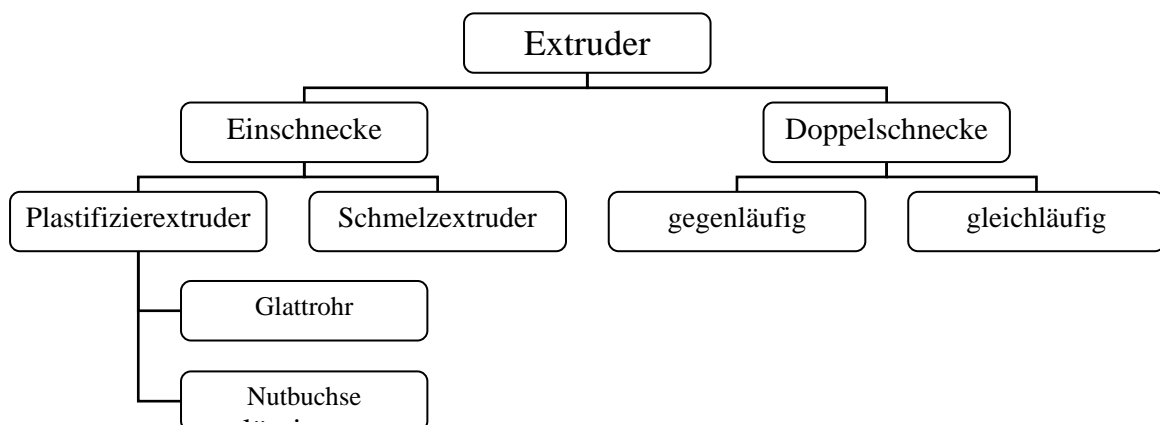 Extruder
Einschnecke
Doppelschnecke
Plastifizierextruder
Schmelzextruder
gegenläufig
gleichläufig
Glattrohr
Nutbuchse